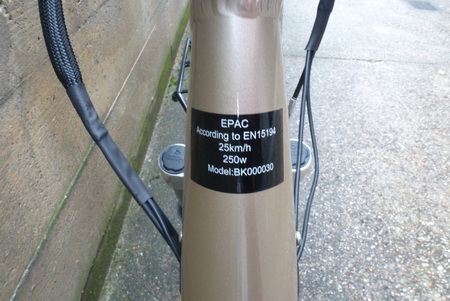 EPAC
According to EN15194
25km/h
250w
Model:BK000030